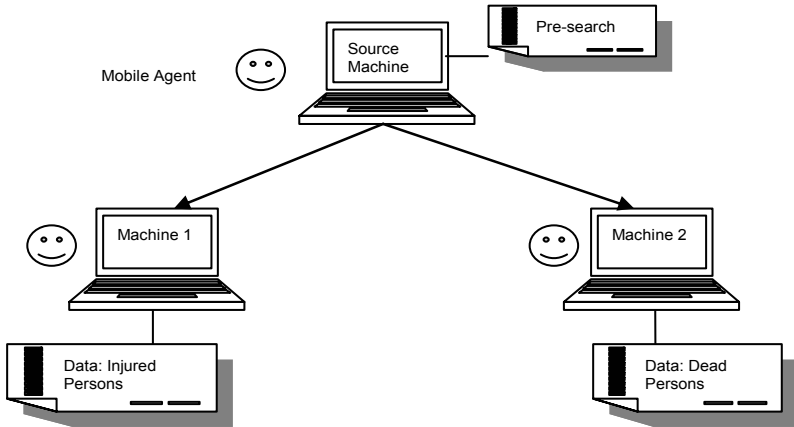 Pre-search
Source
Machine
Mobile Agent
Machine 1
Machine 2
Data: Injured
Persons
Data: Dead
Persons